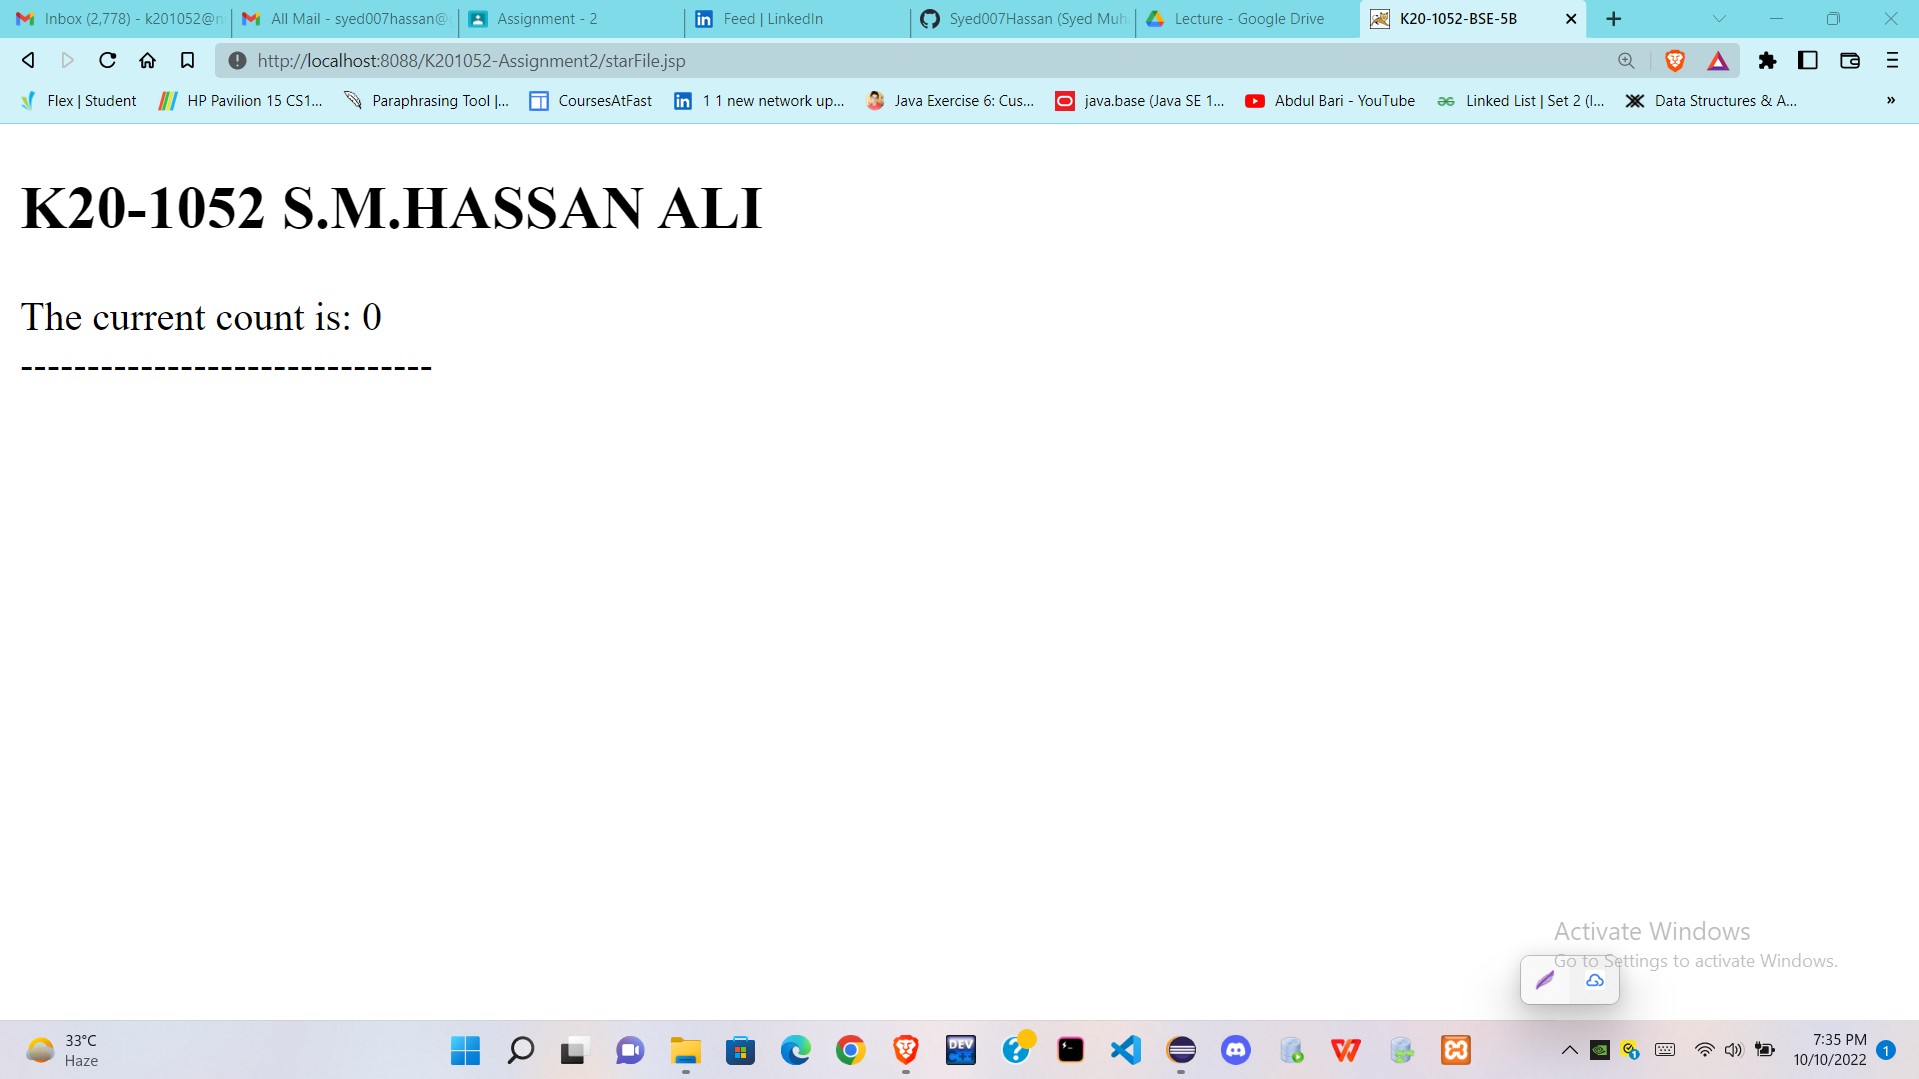 Inbox (2,778) - k201052@n
All Mail - syed007hassan@
Assignment - 2
Feed | LinkedIn
Syed007Hassan (Syed Muh
Lecture - Google Drive
K20-1052-BSE-5B
http://localhost:8088/K201052-Assignment2/starFile.jsp
Flex | Student
HP Pavilion 15 CS1...
Paraphrasing Tool |...
CoursesAtFast
1 1 new network up...
Java Exercise 6: Cus...
java.base (Java SE 1...
Abdul Bari - YouTube
Linked List | Set 2 (I...
Data Structures & A...
»
K20-1052 S.M.HASSAN ALI
The current count is: 0
-------------------------------
Activate Windows
Go to Settings to activate Windows.
33°C
Haze
DEV
C++
7:35 PM
10/10/2022
1